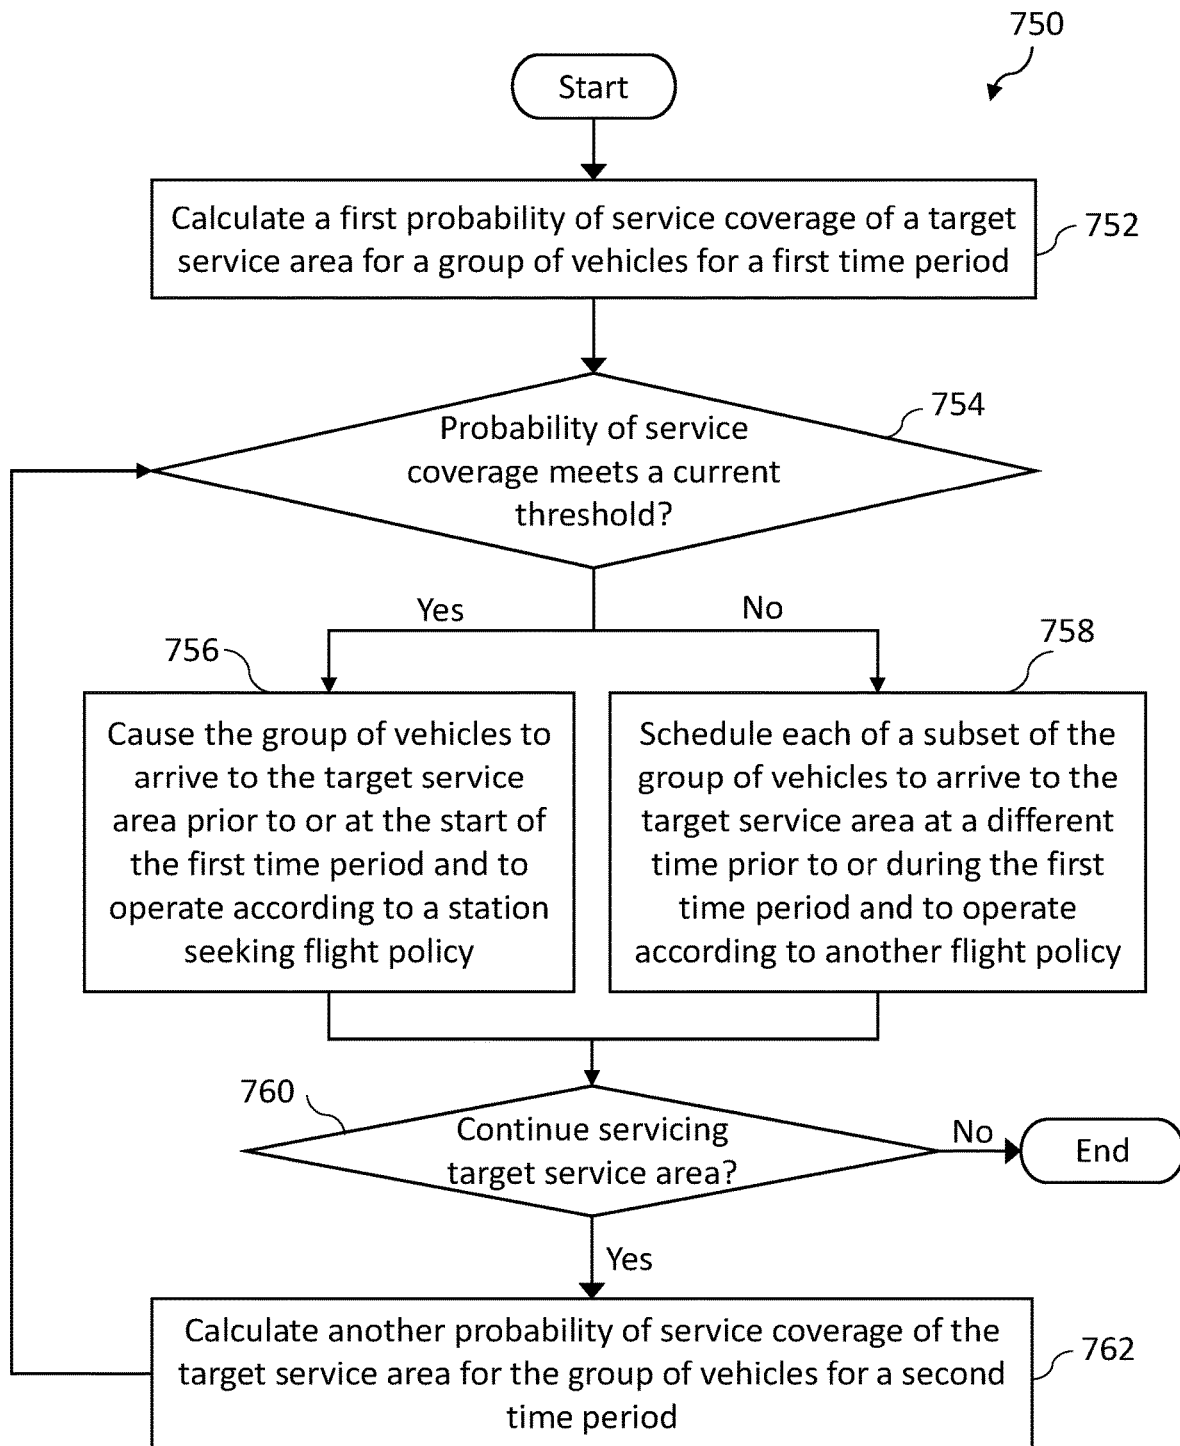 750
Start
Calculate a first probability of service coverage of a target
service area for a group of vehicles for a first time period
752
754
Probability of service
coverage meets a current
threshold?
Yes
No
756
758
Cause the group of vehicles to
arrive to the target service
area prior to or at the start of
the first time period and to
operate according to a station
seeking flight policy
Schedule each of a subset of the
group of vehicles to arrive to the
target service area at a different
time prior to or during the first
time period and to operate
according to another flight policy
760
Continue servicing
target service area?
No
End
Yes
Calculate another probability of service coverage of the
target service area for the group of vehicles for a second
time period
762